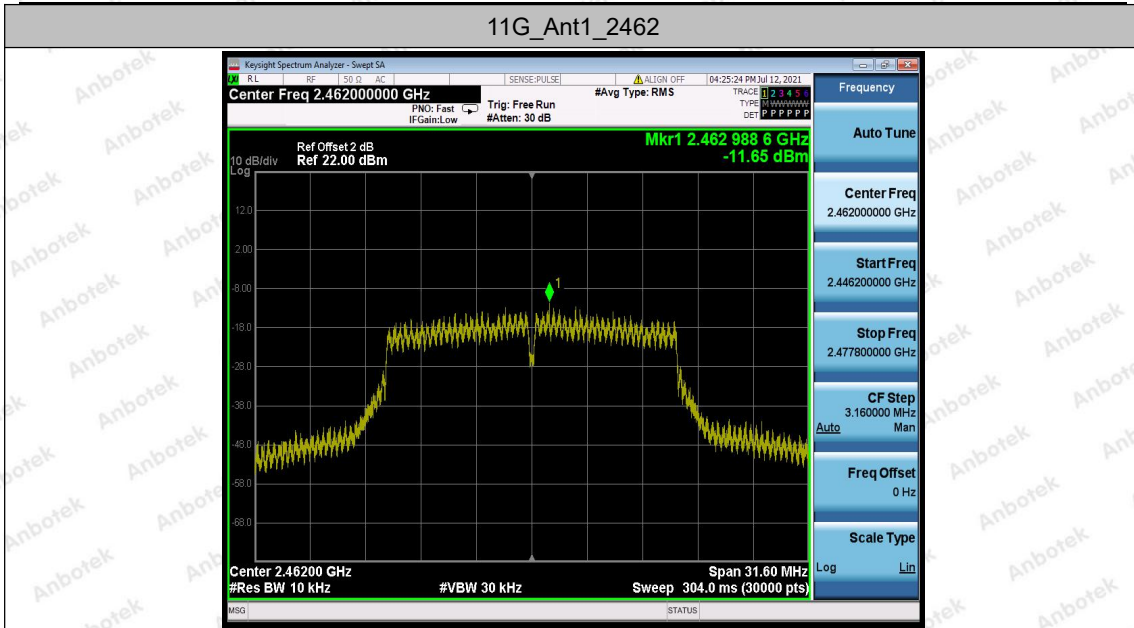 11G_Ant1_2462
Keysight Spectrum Analyzer - Swept SA
RL RF 50 Ω AC SENSE:PULSE ALIGN OFF 04:25:24 PM Jul 12, 2021
Center Freq 2.462000000 GHz
PNO: Fast
IFGain:Low
Trig: Free Run
#Atten: 30 dB
#Avg Type: RMS
TRACE 1 2 3 4 5 6
TYPE M W W W W W
DET P P P P P P
Mkr1 2.462 988 6 GHz
-11.65 dBm
Ref Offset 2 dB
10 dB/div Ref 22.00 dBm
Log
12.0
2.00
-8.00
-18.0
-28.0
-38.0
-48.0
-58.0
-68.0
1
Center 2.46200 GHz
#Res BW 10 kHz
#VBW 30 kHz
Span 31.60 MHz
Sweep 304.0 ms (30000 pts)
MSG
STATUS
Frequency
Auto Tune
Center Freq
2.462000000 GHz
Start Freq
2.446200000 GHz
Stop Freq
2.477800000 GHz
CF Step
3.160000 MHz
Auto Man
Freq Offset
0 Hz
Scale Type
Log Lin
Anbotek